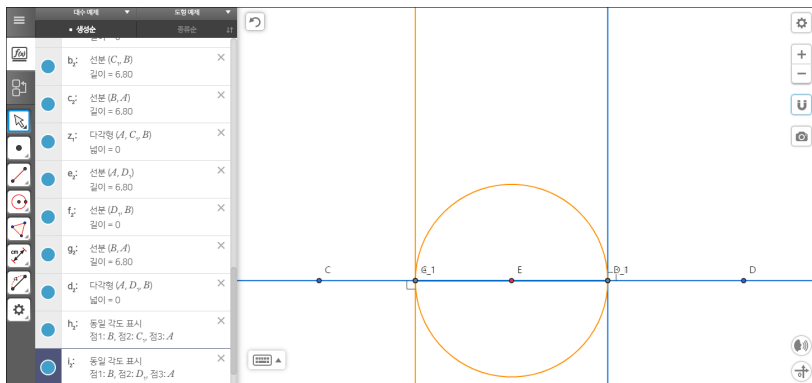 대수 예제 ▼ 도형 예제 ▼
• 생성순 종류순
f(x)
길이 = 0
b₂: 선분 (C₁, B)
길이 = 6.80
c₂: 선분 (B, A)
길이 = 6.80
z₁: 다각형 (A, C₁, B)
넓이 = 0
e₂: 선분 (A, D₁)
길이 = 6.80
f₂: 선분 (D₁, B)
길이 = 0
g₂: 선분 (B, A)
길이 = 6.80
d₂: 다각형 (A, D₁, B)
넓이 = 0
h₂: 동일 각도 표시
점1: B, 점2: C₁, 점3: A
i₂: 동일 각도 표시
점1: B, 점2: D₁, 점3: A
cm
C C_1 E D_1 D